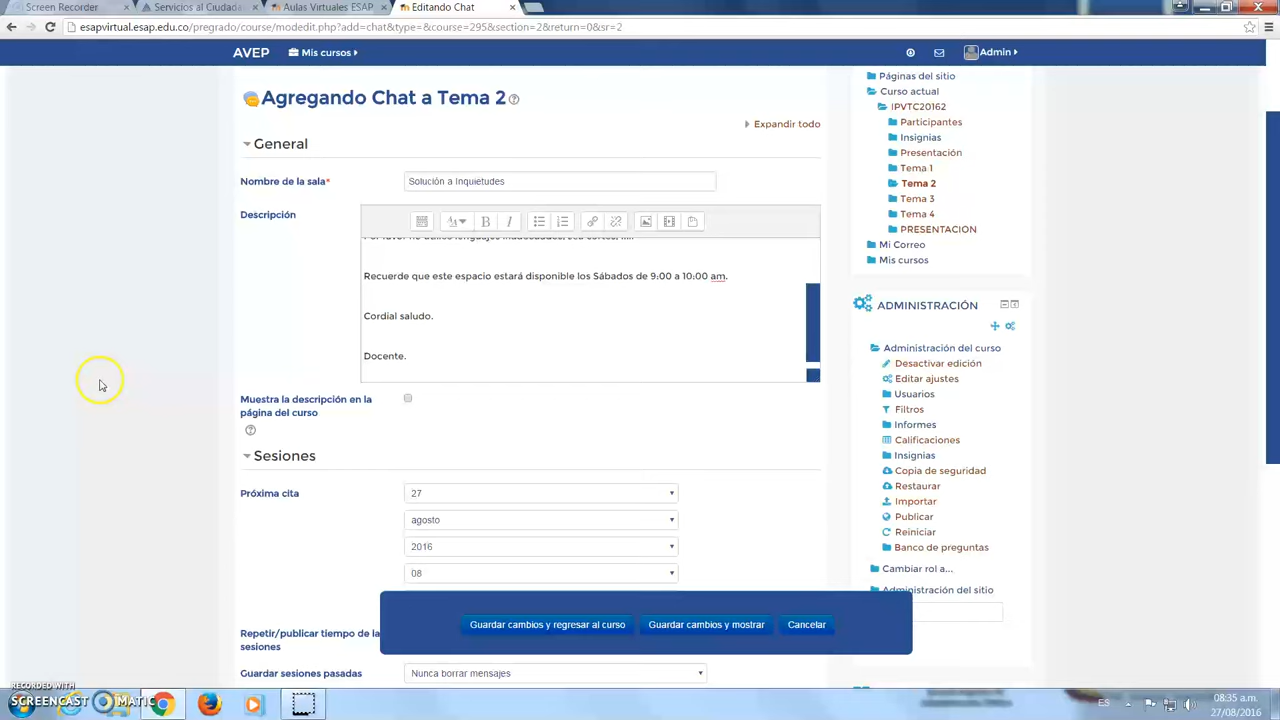 Screen Recorder
Servicios al Ciudada
Aulas Virtuales ESAP
Editando Chat
esapvirtual.esap.edu.co/pregrado/course/modedit.php?add=chat&type=&course=295&section=2&return=0&sr=2
AVEP
Mis cursos
Admin
Agregando Chat a Tema 2
Expandir todo
General
Nombre de la sala*
Solución a Inquietudes
Descripción
Recuerde que este espacio estará disponible los Sábados de 9:00 a 10:00 am.
Cordial saludo.
Docente.
Muestra la descripción en la
página del curso
Sesiones
Próxima cita
27
agosto
2016
08
Repetir/publicar tiempo de la
sesiones
Guardar sesiones pasadas
Nunca borrar mensajes
Guardar cambios y regresar al curso
Guardar cambios y mostrar
Cancelar
Páginas del sitio
Curso actual
IPVTC20162
Participantes
Insignias
Presentación
Tema 1
Tema 2
Tema 3
Tema 4
PRESENTACION
Mi Correo
Mis cursos
ADMINISTRACIÓN
Administración del curso
Desactivar edición
Editar ajustes
Usuarios
Filtros
Informes
Calificaciones
Insignias
Copia de seguridad
Restaurar
Importar
Publicar
Reiniciar
Banco de preguntas
Cambiar rol a...
Administración del sitio
RECORDED WITH
SCREENCAST MATIC
ES
08:35 a.m.
27/08/2016